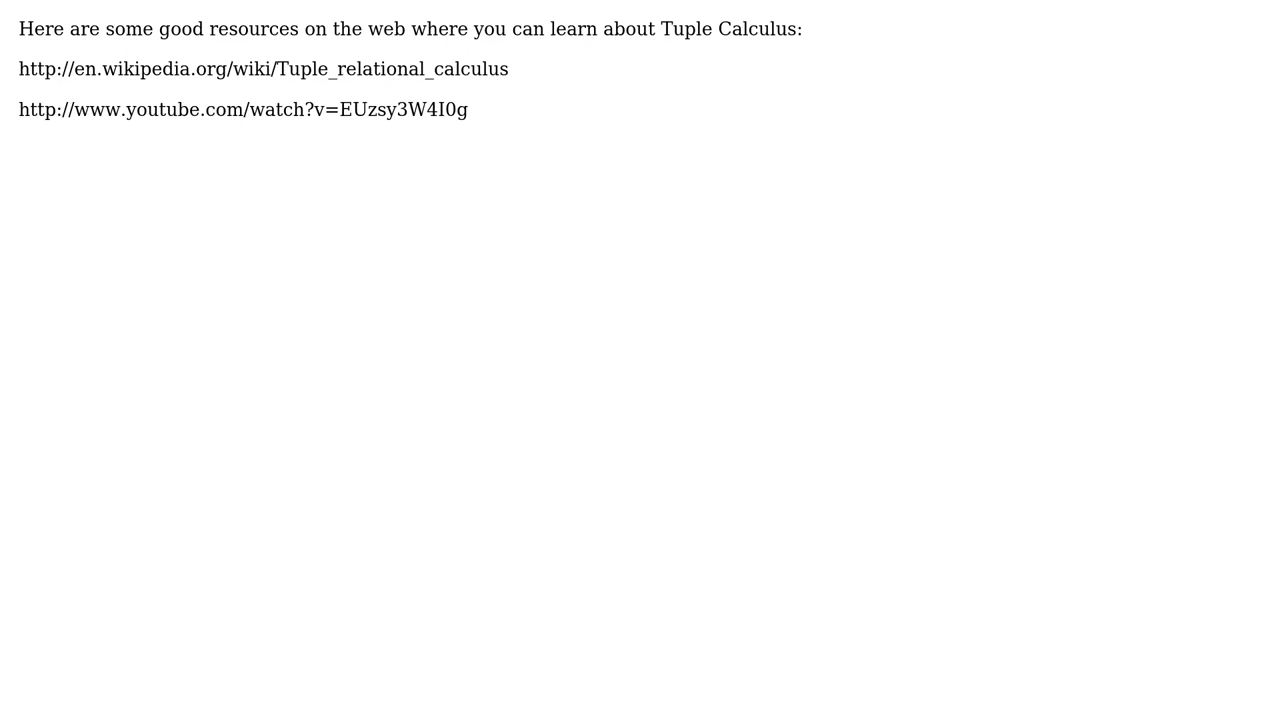 Here are some good resources on the web where you can learn about Tuple Calculus:
http://en.wikipedia.org/wiki/Tuple_relational_calculus
http://www.youtube.com/watch?v=EUzsy3W4I0g